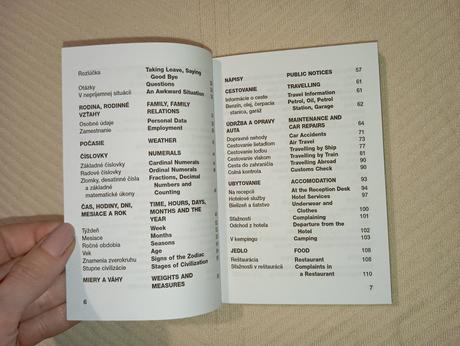 Rozlúčka Taking Leave, Saying
Good Bye
Otázky Questions
V nepríjemnej situácii An Awkward Situation
RODINA, RODINNÉ FAMILY, FAMILY
VZŤAHY RELATIONS
Osobné údaje Personal Data
Zamestnanie Employment
POČASIE WEATHER
ČÍSLOVKY NUMERALS
Základné číslovky Cardinal Numerals
Radové číslovky Ordinal Numerals
Zlomky, desatinné čísla Fractions, Decimal
a základné Numbers and
matematické úkony Counting
ČAS, HODINY, DNI, TIME, HOURS, DAYS,
MESIACE A ROK MONTHS AND THE
YEAR
Týždeň Week
Mesiace Months
Ročné obdobia Seasons
Vek Age
Znamenia zverokruhu Signs of the Zodiac
Stupne civilizácie Stages of Civilization
MIERY A VÁHY WEIGHTS AND
MEASURES
6
NÁPISY PUBLIC NOTICES 57
CESTOVANIE TRAVELLING 61
Informácie o ceste Travel Information 61
Benzín, olej, čerpacia Petrol, Oil, Petrol
stanica, garáž Station, Garage 62
ÚDRŽBA A OPRAVY MAINTENANCE AND
AUTA CAR REPAIRS 64
Dopravné nehody Car Accidents 71
Cestovanie lietadlom Air Travel 73
Cestovanie loďou Travelling by Ship 77
Cestovanie vlakom Travelling by Train 81
Cesta do zahraničia Travelling Abroad 90
Colná kontrola Customs Check 90
UBYTOVANIE ACCOMODATION 93
Na recepcii At the Reception Desk 94
Hotelové služby Hotel Services 97
Bielizeň a šatstvo Underwear and
Clothes 100
Sťažnosti Complaining 101
Odchod z hotela Departure from the
Hotel 102
V kempingu Camping 103
JEDLO FOOD 108
Reštaurácia Restaurant 108
Sťažnosti v reštaurácii Complaints in
a Restaurant 110
7